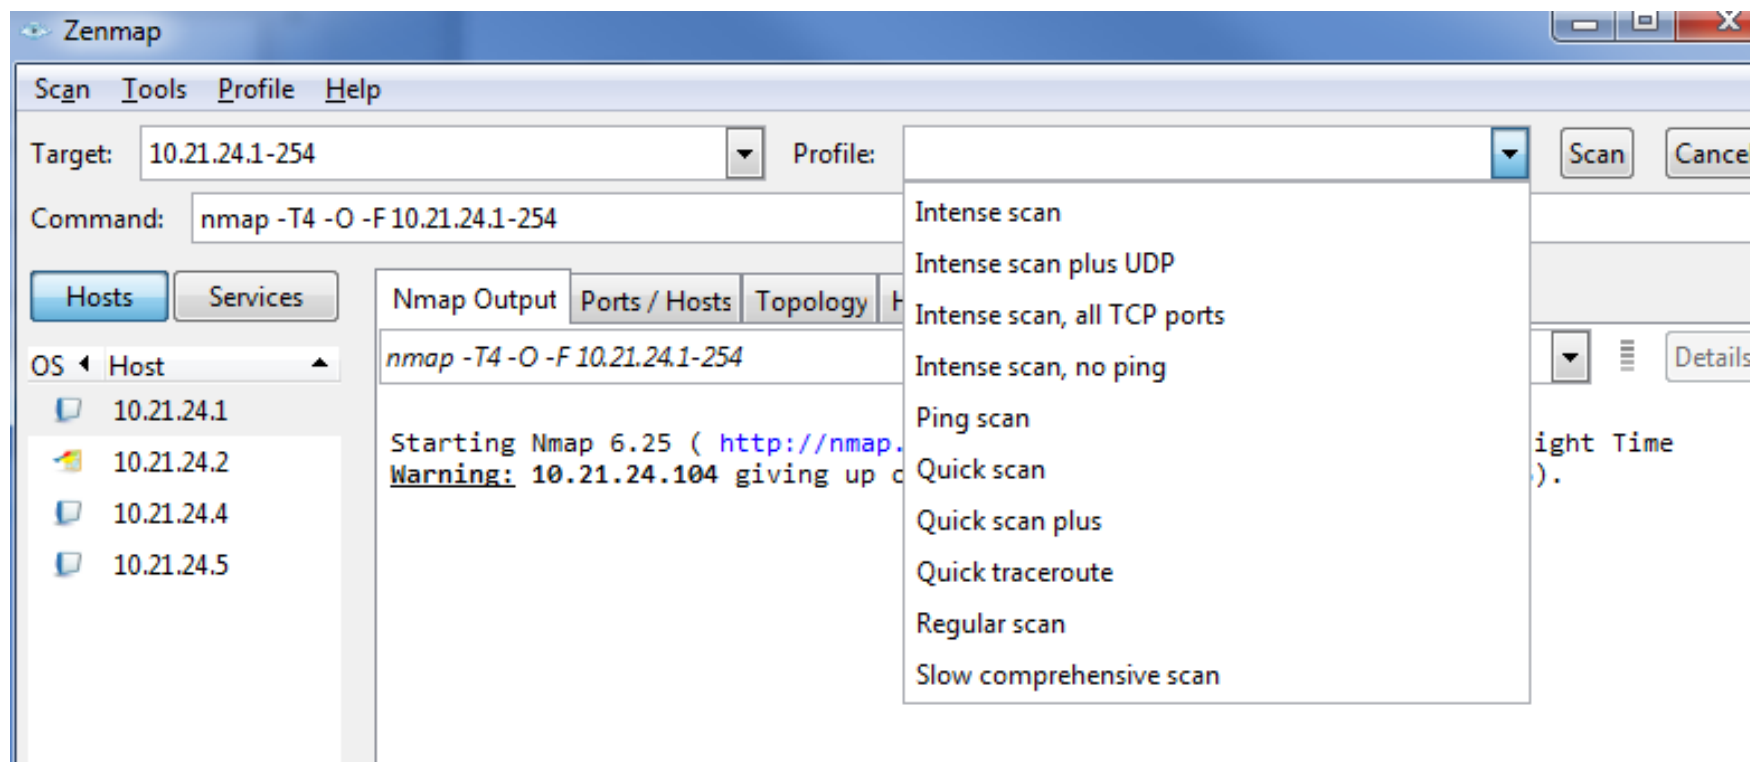 Zenmap
Scan Tools Profile Help
Target: 10.21.24.1-254 Profile: Scan Cancel
Command: nmap -T4 -O -F 10.21.24.1-254
Intense scan
Intense scan plus UDP
Intense scan, all TCP ports
Intense scan, no ping
Ping scan
Quick scan
Quick scan plus
Quick traceroute
Regular scan
Slow comprehensive scan
Hosts Services
Nmap Output Ports / Hosts Topology H
OS Host
nmap -T4 -O -F 10.21.24.1-254 Details
10.21.24.1
10.21.24.2
10.21.24.4
10.21.24.5
Starting Nmap 6.25 ( http://nmap. ight Time
Warning: 10.21.24.104 giving up ).